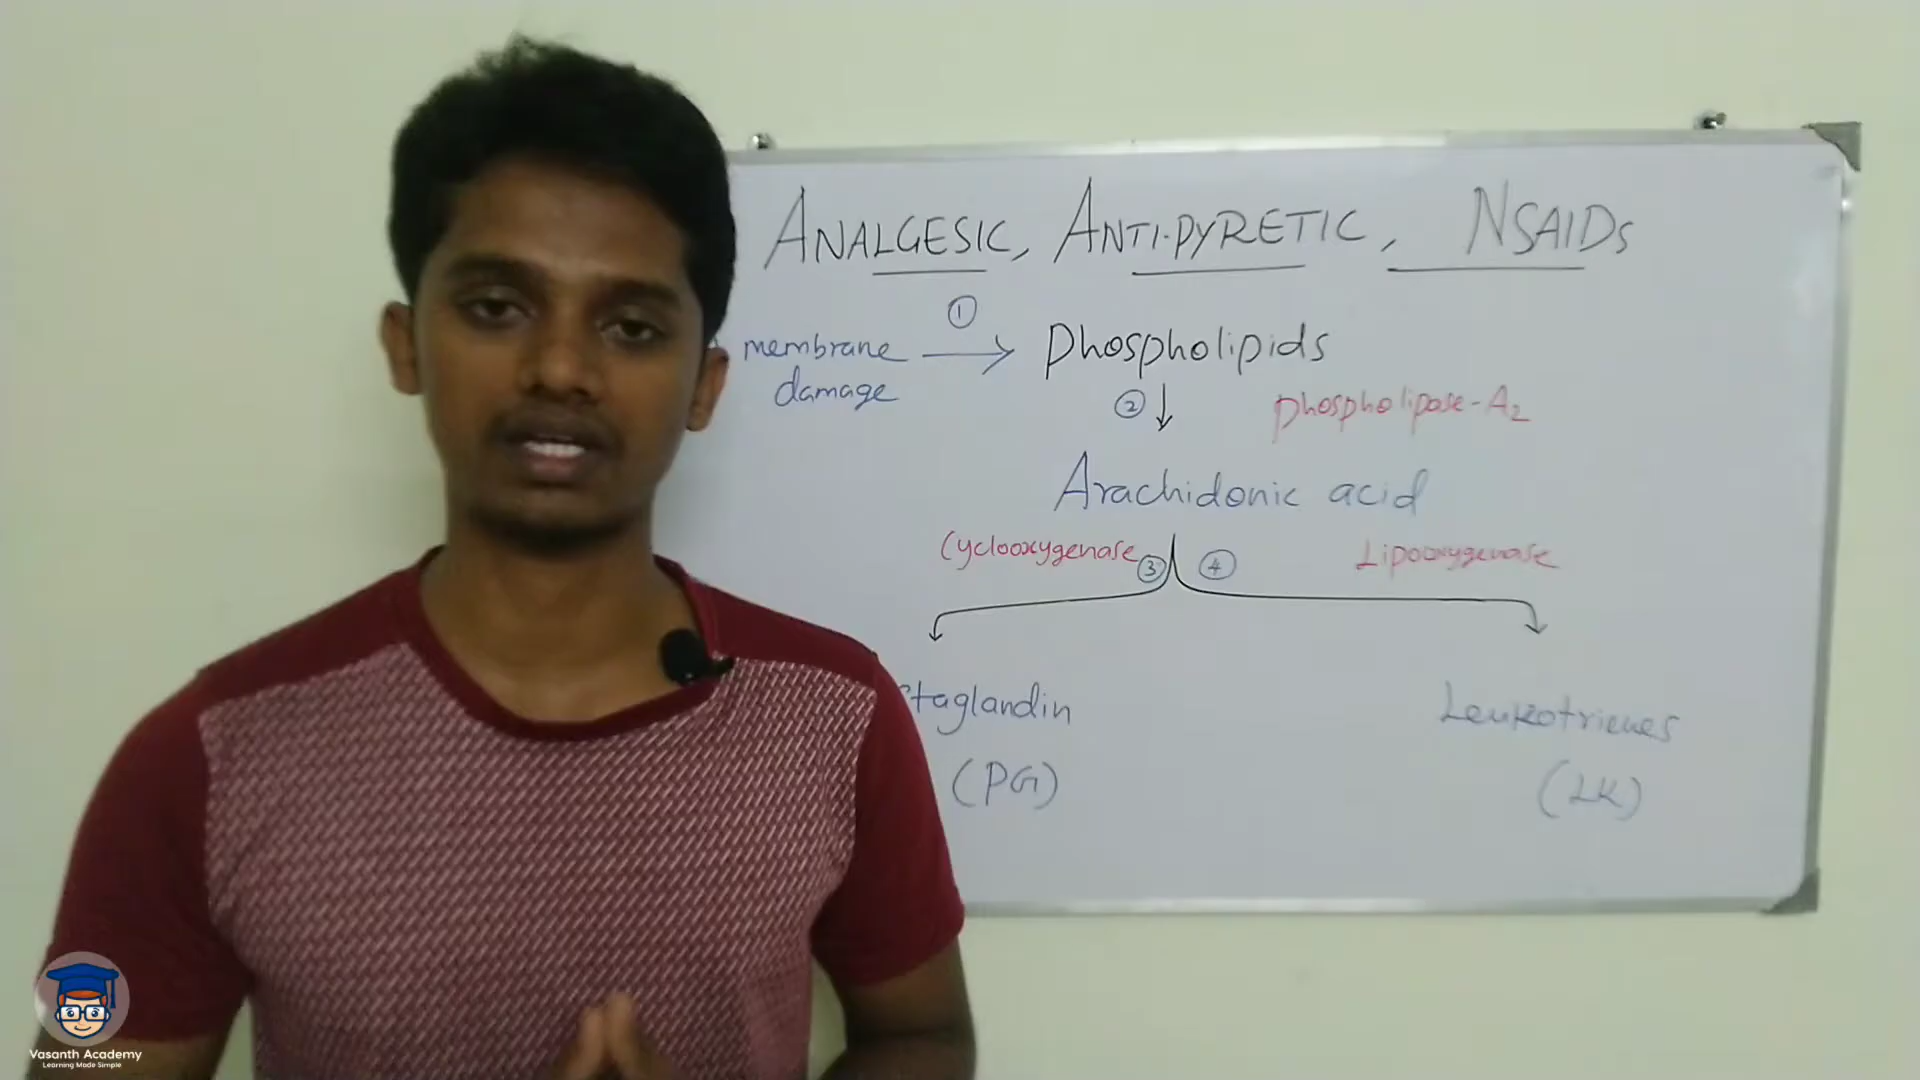 ANALGESIC, ANTI-PYRETIC, NSAIDs
①
membrane → phospholipids
damage
② ↓ phospholipase-A2
Arachidonic acid
Cyclooxygenase ③ ④ Lipooxygenase
staglandin Leukotrienes
(PG) (LK)
Vasanth Academy
Learning Made Simple